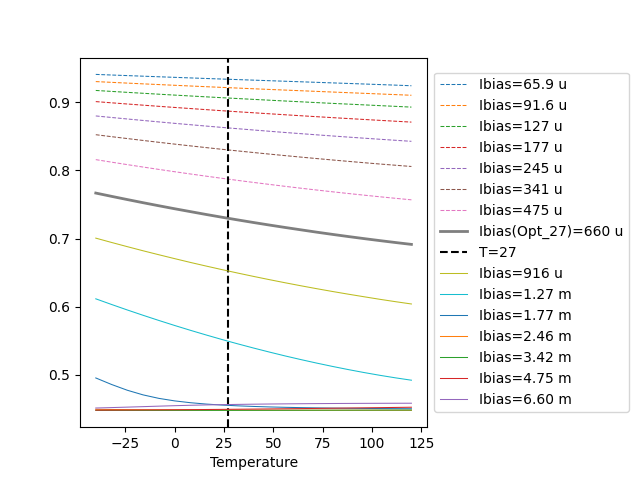 0.9
0.8
0.7
0.6
0.5
−25
0
25
50
75
100
125
Temperature
Ibias=65.9 u
Ibias=91.6 u
Ibias=127 u
Ibias=177 u
Ibias=245 u
Ibias=341 u
Ibias=475 u
Ibias(Opt_27)=660 u
T=27
Ibias=916 u
Ibias=1.27 m
Ibias=1.77 m
Ibias=2.46 m
Ibias=3.42 m
Ibias=4.75 m
Ibias=6.60 m